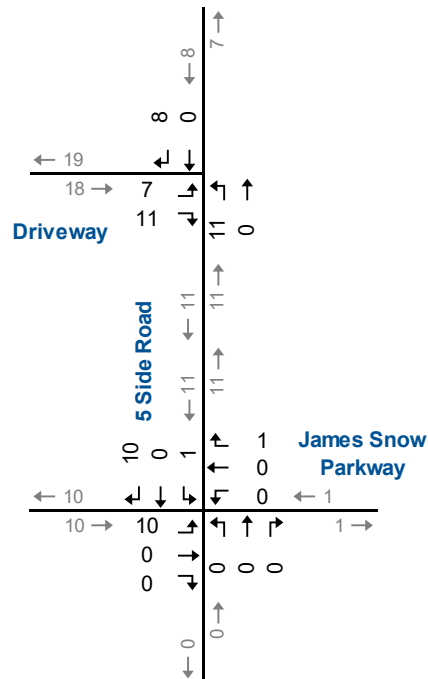 8 7
8 0
← 19
18 → 7
11
11 0
Driveway
11 11
5 Side Road
11 11
10 0 1
1
0
0
James Snow
Parkway
← 10
← 1
10 → 10
1 →
0
0
0 0 0
0 0